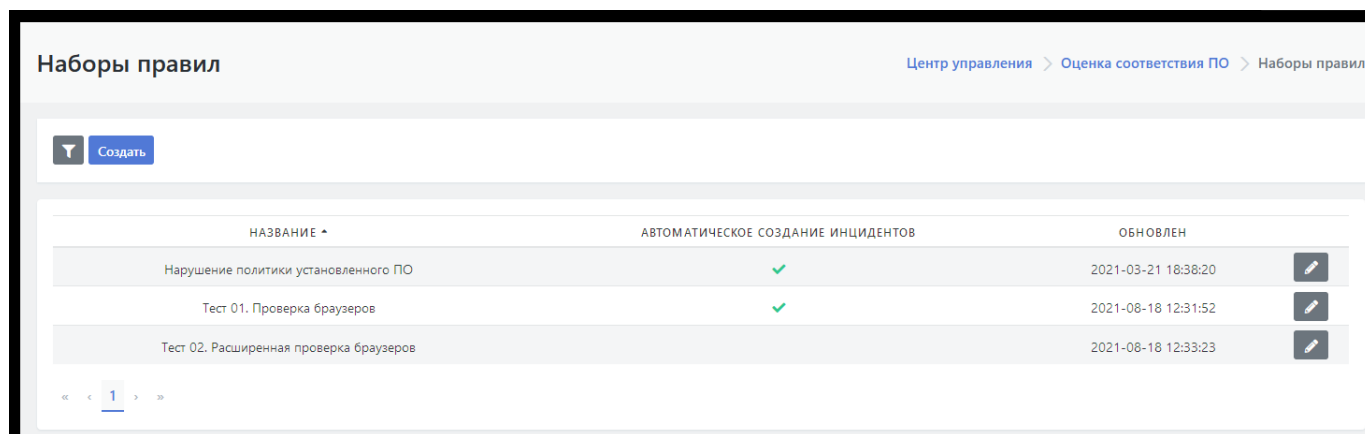 Наборы правил
Центр управления > Оценка соответствия ПО > Наборы правил
Создать
НАЗВАНИЕ АВТОМАТИЧЕСКОЕ СОЗДАНИЕ ИНЦИДЕНТОВ ОБНОВЛЕН
Нарушение политики установленного ПО 2021-03-21 18:38:20
Тест 01. Проверка браузеров 2021-08-18 12:31:52
Тест 02. Расширенная проверка браузеров 2021-08-18 12:33:23
« ‹ 1 › »